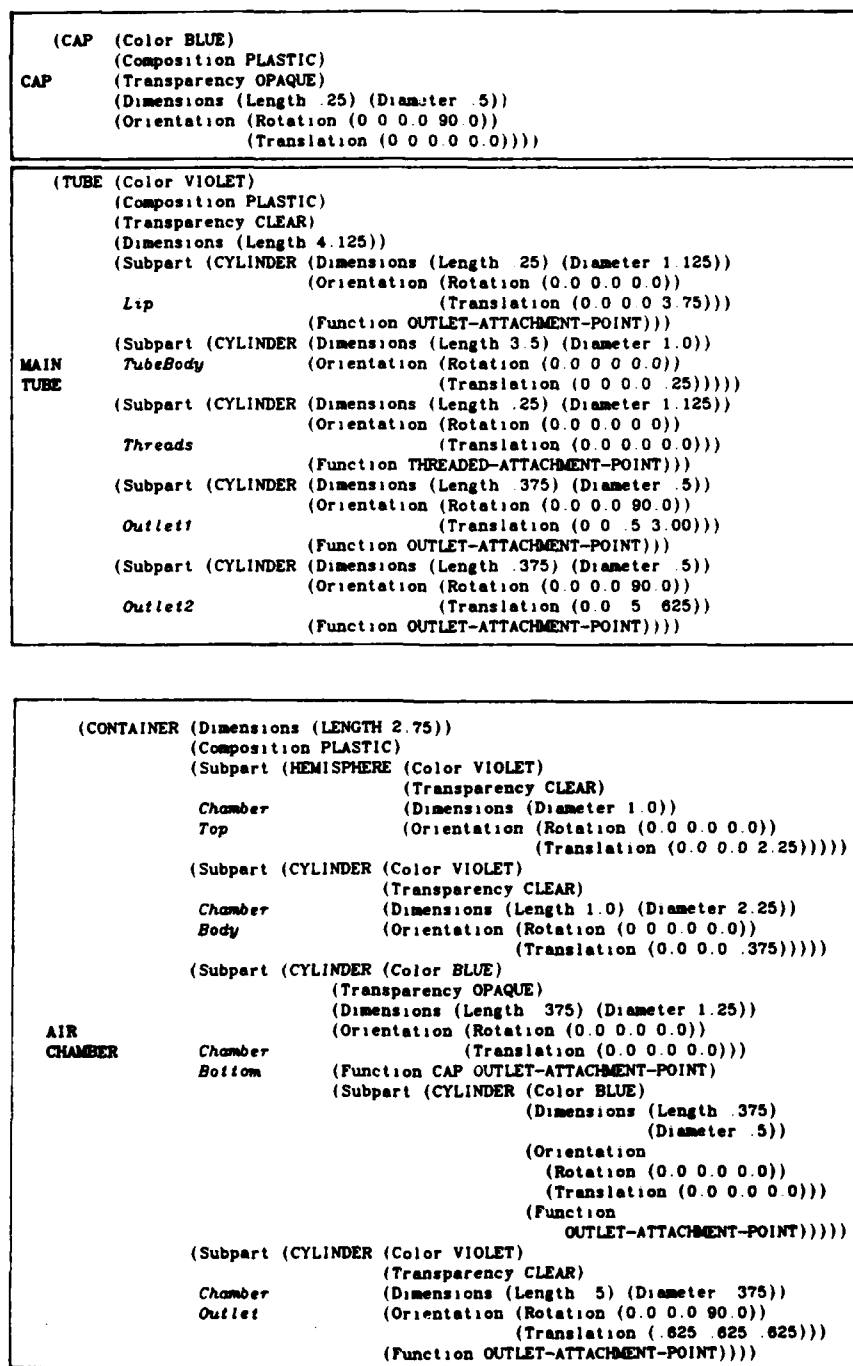 (CAP (Color BLUE)
(Composition PLASTIC)
CAP (Transparency OPAQUE)
(Dimensions (Length .25) (Diameter .5))
(Orientation (Rotation (0 0 0.0 90.0))
(Translation (0 0 0.0 0.0))))
(TUBE (Color VIOLET)
(Composition PLASTIC)
(Transparency CLEAR)
(Dimensions (Length 4.125))
(Subpart (CYLINDER (Dimensions (Length .25) (Diameter 1.125))
(Orientation (Rotation (0.0 0.0 0.0))
Lip (Translation (0.0 0.0 3.75)))
(Function OUTLET-ATTACHMENT-POINT)))
(Subpart (CYLINDER (Dimensions (Length 3.5) (Diameter 1.0))
MAIN TubeBody (Orientation (Rotation (0.0 0 0 0.0))
TUBE (Translation (0 0 0.0 .25)))))
(Subpart (CYLINDER (Dimensions (Length .25) (Diameter 1.125))
(Orientation (Rotation (0.0 0.0 0 0))
Threads (Translation (0.0 0.0 0.0)))
(Function THREADED-ATTACHMENT-POINT)))
(Subpart (CYLINDER (Dimensions (Length .375) (Diameter .5))
(Orientation (Rotation (0.0 0.0 90.0))
Outlet1 (Translation (0 0 .5 3.00)))
(Function OUTLET-ATTACHMENT-POINT)))
(Subpart (CYLINDER (Dimensions (Length .375) (Diameter .5))
(Orientation (Rotation (0.0 0.0 90.0))
Outlet2 (Translation (0.0 5 625))
(Function OUTLET-ATTACHMENT-POINT))))
(CONTAINER (Dimensions (LENGTH 2.75))
(Composition PLASTIC)
(Subpart (HEMISPHERE (Color VIOLET)
(Transparency CLEAR)
Chamber (Dimensions (Diameter 1.0))
Top (Orientation (Rotation (0.0 0.0 0.0))
(Translation (0.0 0.0 2.25)))))
(Subpart (CYLINDER (Color VIOLET)
(Transparency CLEAR)
Chamber (Dimensions (Length 1.0) (Diameter 2.25))
Body (Orientation (Rotation (0 0 0.0 0.0))
(Translation (0.0 0.0 .375)))))
(Subpart (CYLINDER (Color BLUE)
(Transparency OPAQUE)
(Dimensions (Length 375) (Diameter 1.25))
AIR (Orientation (Rotation (0.0 0.0 0.0))
CHAMBER Chamber (Translation (0.0 0.0 0.0)))
Bottom (Function CAP OUTLET-ATTACHMENT-POINT)
(Subpart (CYLINDER (Color BLUE)
(Dimensions (Length .375)
(Diameter .5))
(Orientation
(Rotation (0.0 0.0 0.0))
(Translation (0.0 0.0 0.0)))
(Function
OUTLET-ATTACHMENT-POINT)))))
(Subpart (CYLINDER (Color VIOLET)
(Transparency CLEAR)
Chamber (Dimensions (Length 5) (Diameter 375))
Outlet (Orientation (Rotation (0.0 0.0 90.0))
(Translation (.625 .625 .625)))
(Function OUTLET-ATTACHMENT-POINT))))